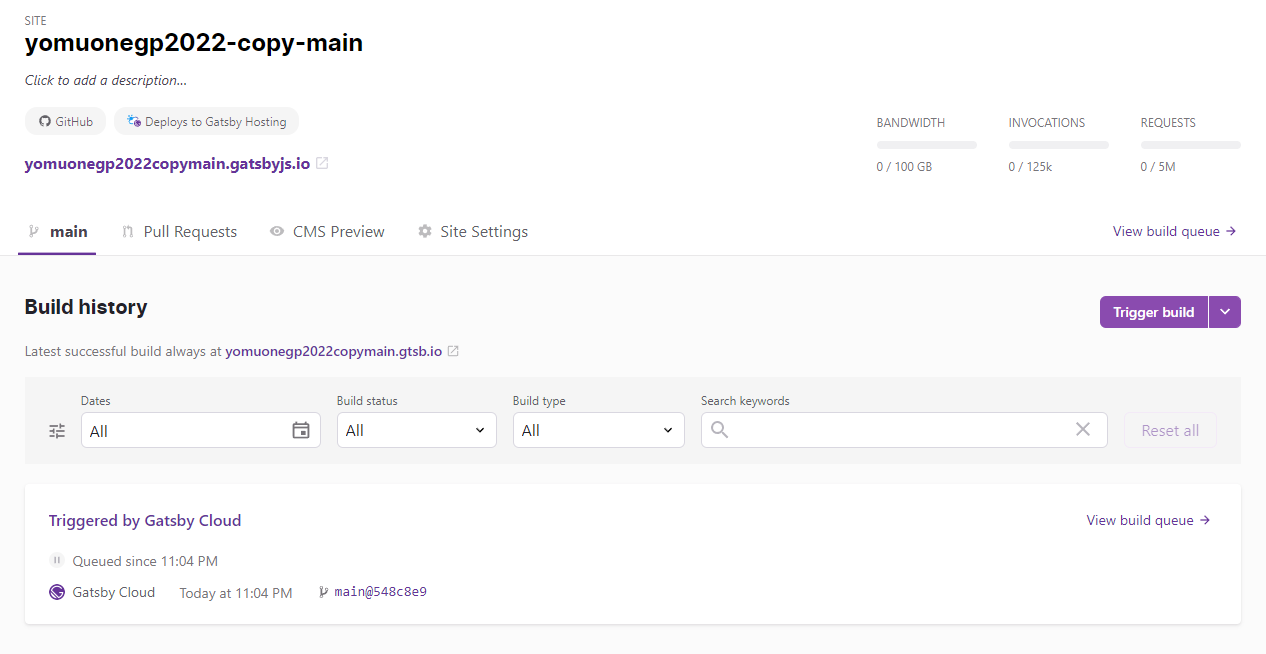 SITE
yomuonegp2022-copy-main
Click to add a description...
GitHub Deploys to Gatsby Hosting
yomuonegp2022copymain.gatsbyjs.io
BANDWIDTH INVOCATIONS REQUESTS
0 / 100 GB 0 / 125k 0 / 5M
main Pull Requests CMS Preview Site Settings View build queue →
Build history
Trigger build
Latest successful build always at yomuonegp2022copymain.gtsb.io
Dates Build status Build type Search keywords
All All All Reset all
Triggered by Gatsby Cloud View build queue →
Queued since 11:04 PM
Gatsby Cloud Today at 11:04 PM main@548c8e9